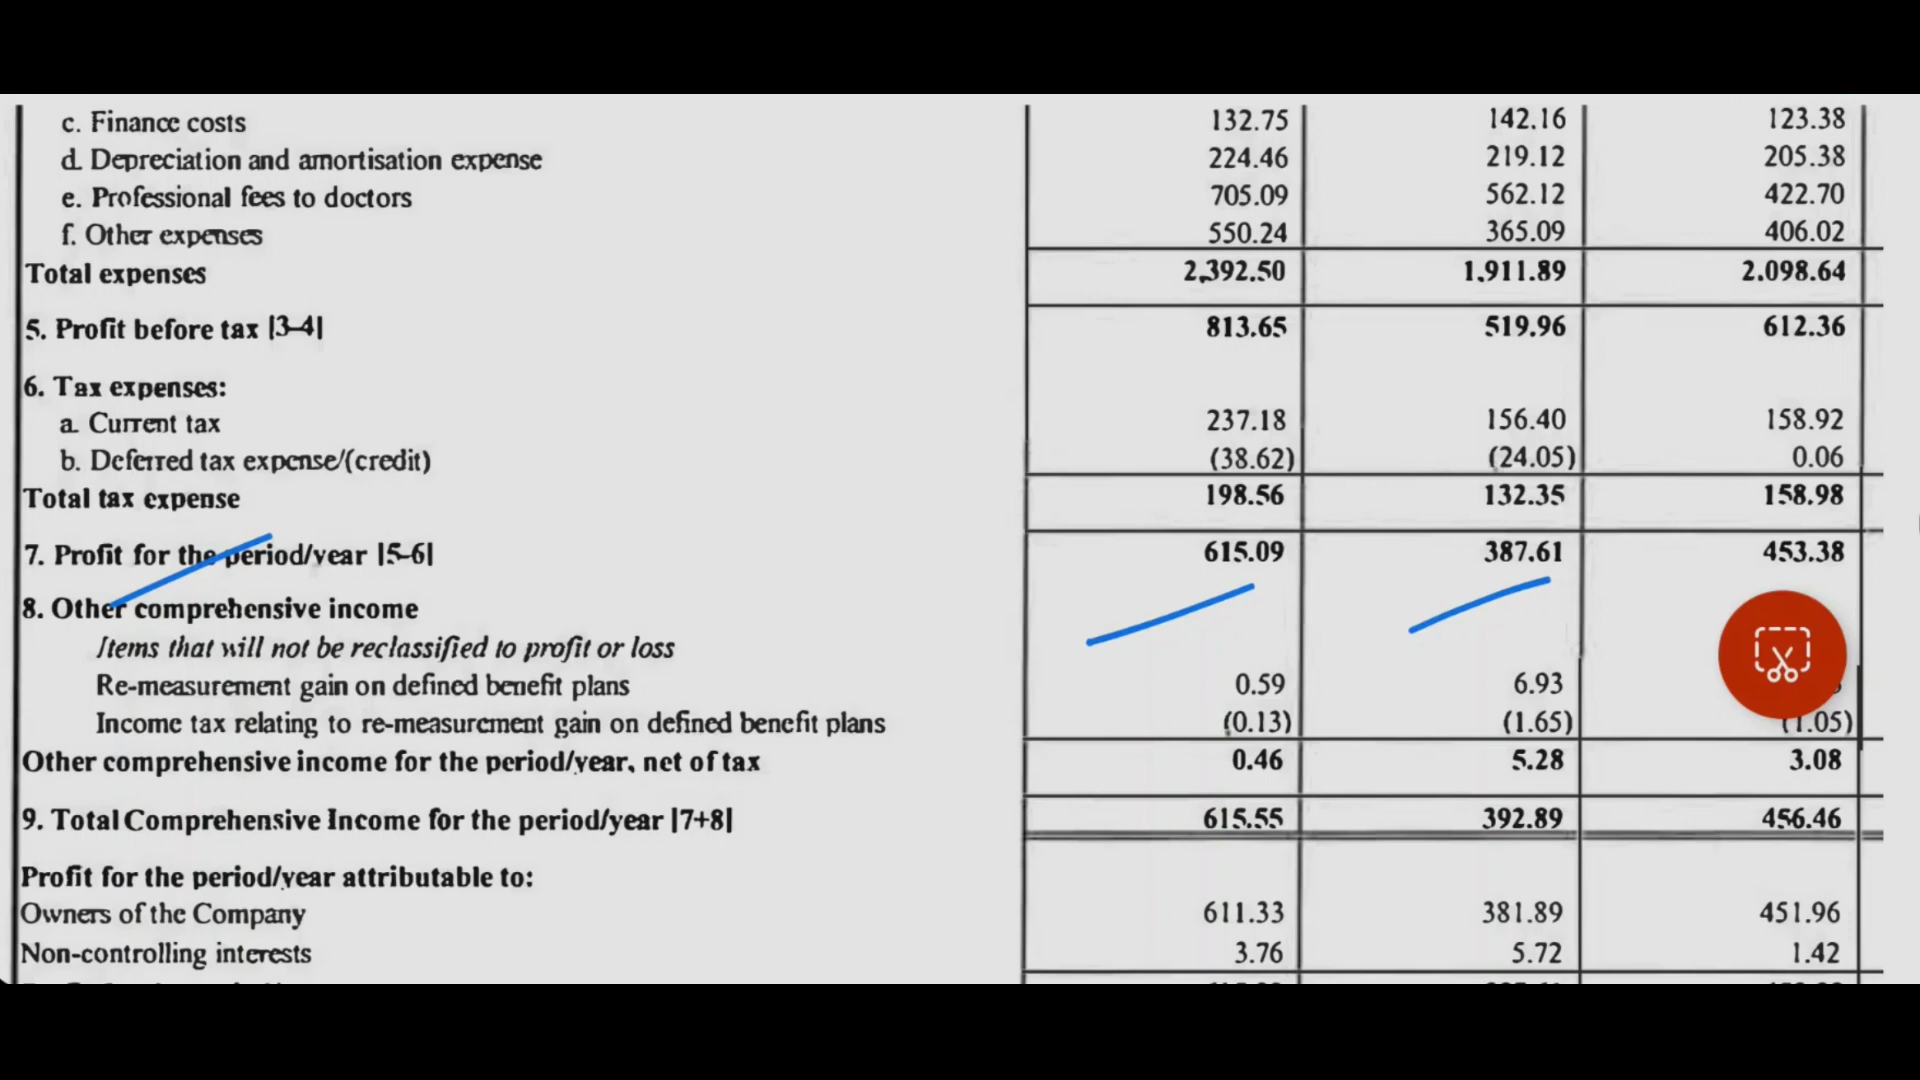 c. Finance costs 132.75 142.16 123.38
d. Depreciation and amortisation expense 224.46 219.12 205.38
e. Professional fees to doctors 705.09 562.12 422.70
f. Other expenses 550.24 365.09 406.02
Total expenses 2,392.50 1,911.89 2.098.64
5. Profit before tax |3-4| 813.65 519.96 612.36
6. Tax expenses:
a. Current tax 237.18 156.40 158.92
b. Deferred tax expense/(credit) (38.62) (24.05) 0.06
Total tax expense 198.56 132.35 158.98
7. Profit for the period/year |5-6| 615.09 387.61 453.38
8. Other comprehensive income
Items that will not be reclassified to profit or loss
Re-measurement gain on defined benefit plans 0.59 6.93
Income tax relating to re-measurement gain on defined benefit plans (0.13) (1.65) (1.05)
Other comprehensive income for the period/year, net of tax 0.46 5.28 3.08
9. Total Comprehensive Income for the period/year |7+8| 615.55 392.89 456.46
Profit for the period/year attributable to:
Owners of the Company 611.33 381.89 451.96
Non-controlling interests 3.76 5.72 1.42